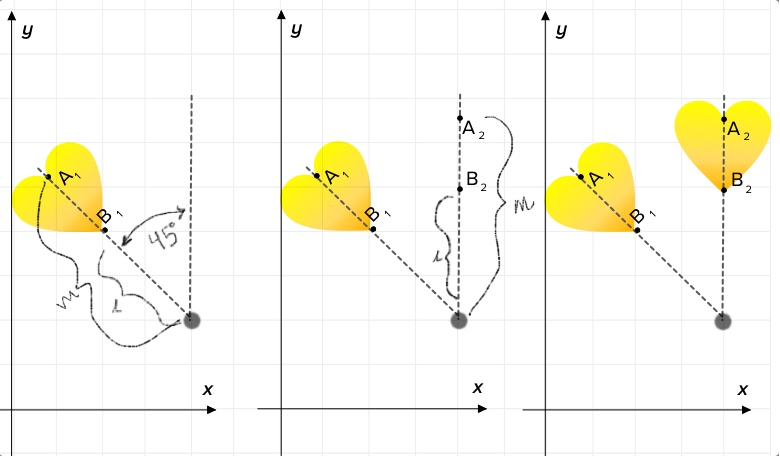 y
A₁
B₁
45°
m
L
x
y
A₂
A₁
B₂
m
B₁
L
x
y
A₂
A₁
B₂
B₁
x